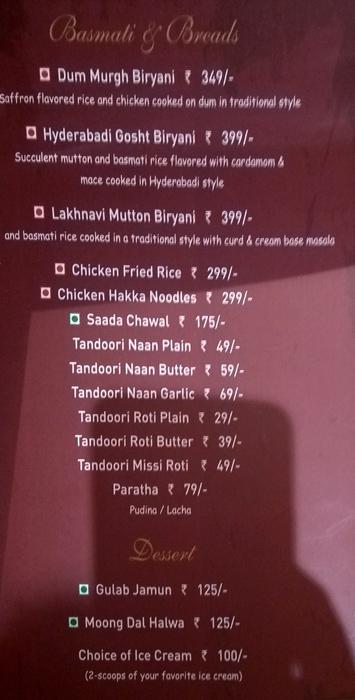 Basmati & Breads
Dum Murgh Biryani ₹ 349/-
Saffron flavored rice and chicken cooked on dum in traditional style
Hyderabadi Gosht Biryani ₹ 399/-
Succulent mutton and basmati rice flavored with cardamom &
mace cooked in Hyderabadi style
Lakhnavi Mutton Biryani ₹ 399/-
and basmati rice cooked in a traditional style with curd & cream base masala
Chicken Fried Rice ₹ 299/-
Chicken Hakka Noodles ₹ 299/-
Saada Chawal ₹ 175/-
Tandoori Naan Plain ₹ 49/-
Tandoori Naan Butter ₹ 59/-
Tandoori Naan Garlic ₹ 69/-
Tandoori Roti Plain ₹ 29/-
Tandoori Roti Butter ₹ 39/-
Tandoori Missi Roti ₹ 49/-
Paratha ₹ 79/-
Pudina / Lacha
Dessert
Gulab Jamun ₹ 125/-
Moong Dal Halwa ₹ 125/-
Choice of Ice Cream ₹ 100/-
(2-scoops of your favorite ice cream)